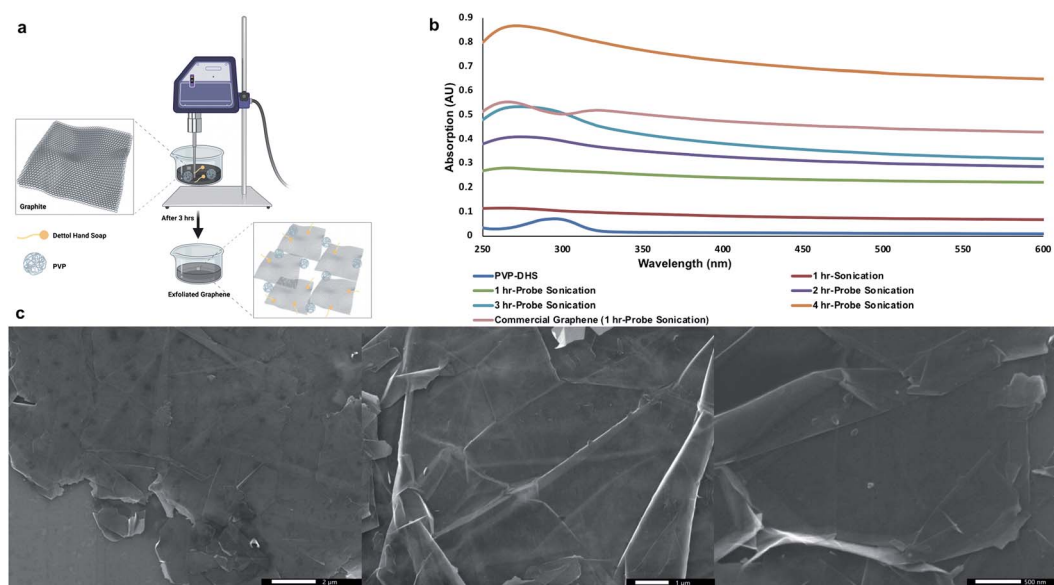 a
Graphite
Dettol Hand Soap
PVP
After 3 hrs
Exfoliated Graphene
b
Absorption (AU)
0.9
0.8
0.7
0.6
0.5
0.4
0.3
0.2
0.1
0
250 300 350 400 450 500 550 600
Wavelength (nm)
PVP-DHS 1 hr-Sonication
1 hr-Probe Sonication 2 hr-Probe Sonication
3 hr-Probe Sonication 4 hr-Probe Sonication
Commercial Graphene (1 hr-Probe Sonication)
c
2 µm 1 µm 500 nm